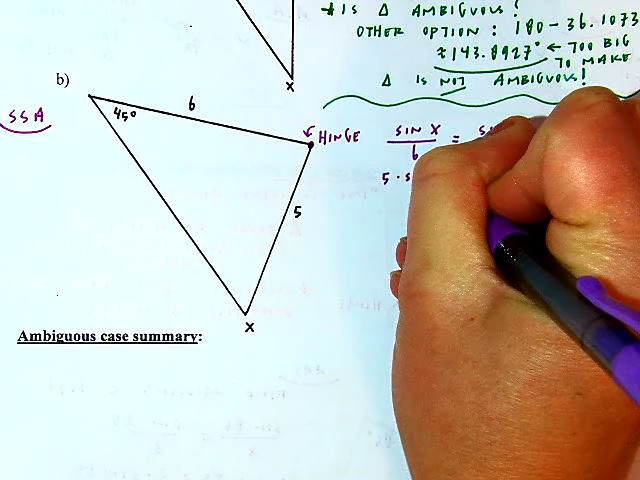 * IS Δ AMBIGUOUS?
OTHER OPTION: 180 - 36.1073
≈ 143.8927° ← TOO BIG
TO MAKE
Δ IS NOT AMBIGUOUS!
X
b)
SSA
45°
6
HINGE
5
X
sin X
6
=
5 · s
Ambiguous case summary: